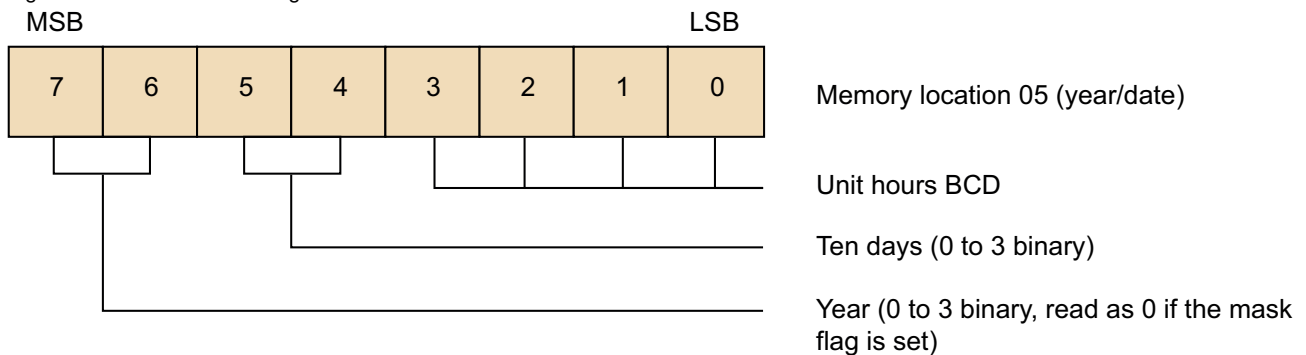 MSB LSB
7 6 5 4 3 2 1 0
Memory location 05 (year/date)
Unit hours BCD
Ten days (0 to 3 binary)
Year (0 to 3 binary, read as 0 if the mask
flag is set)